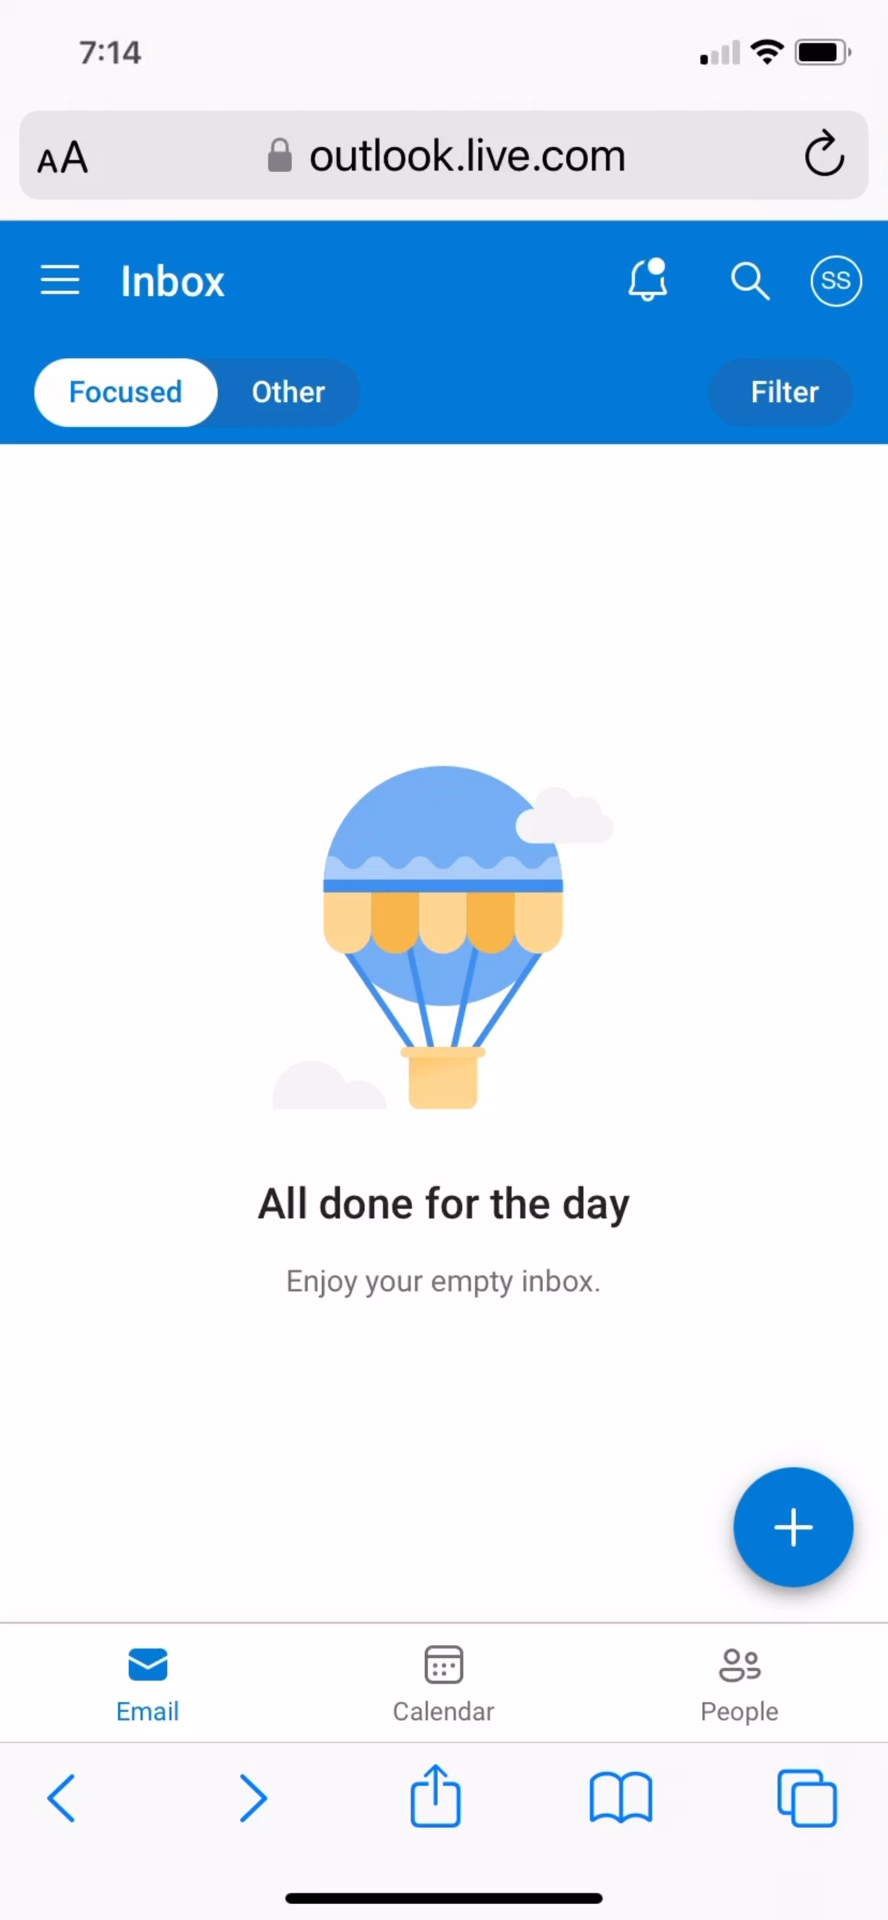 7:14
AA outlook.live.com
Inbox SS
Focused Other Filter
All done for the day
Enjoy your empty inbox.
Email Calendar People